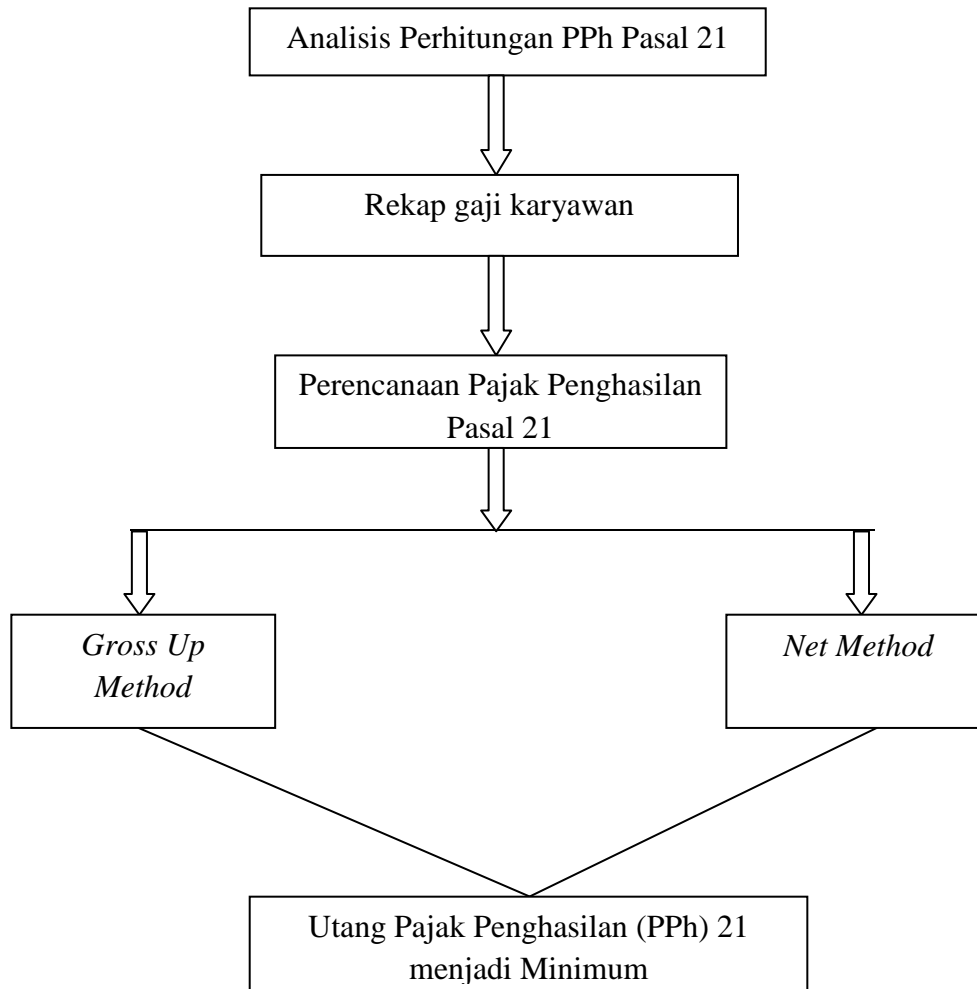 Analisis Perhitungan PPh Pasal 21
Rekap gaji karyawan
Perencanaan Pajak Penghasilan
Pasal 21
Gross Up
Method
Net Method
Utang Pajak Penghasilan (PPh) 21
menjadi Minimum